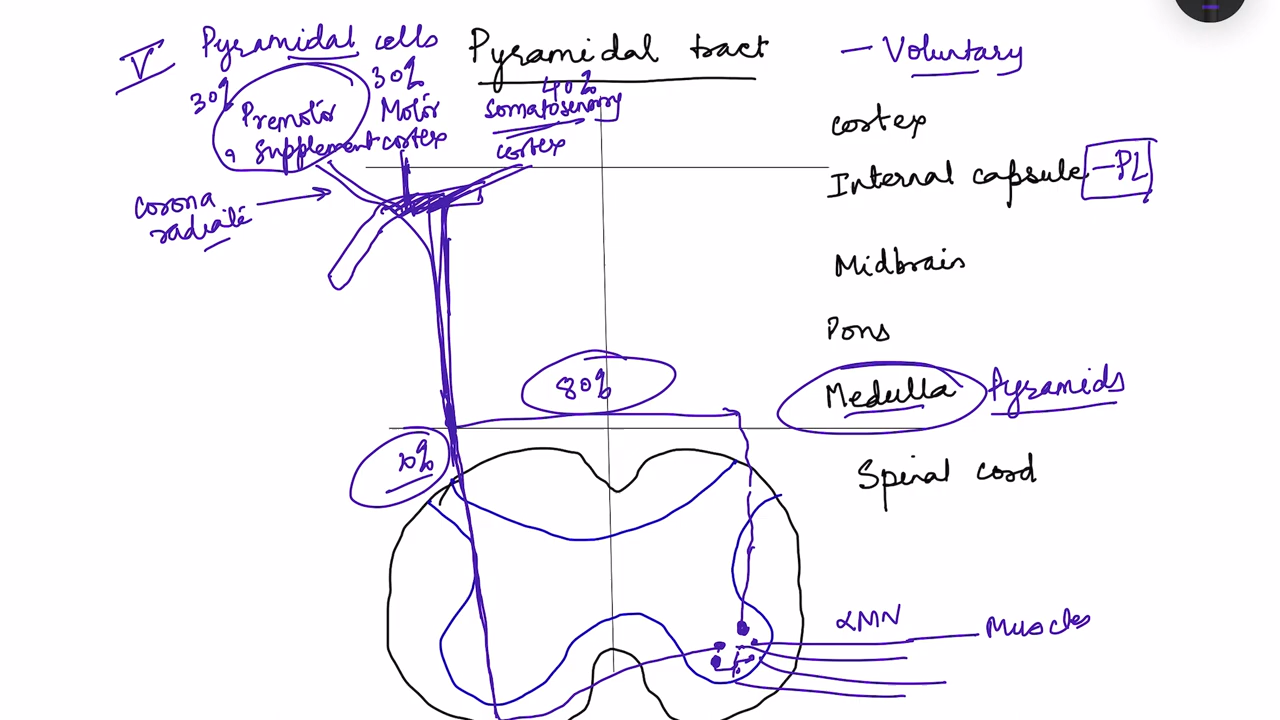 V Pyramidal cells
Pyramidal tract
— Voluntary
30%
30%
40%
Premotor
Motor
Somatosensory
& Supplement
cortex
cortex
cortex
Internal capsule —PL
corona
radiate
Midbrain
Pons
80%
Medulla Pyramids
20%
Spinal cord
αMN
Muscles